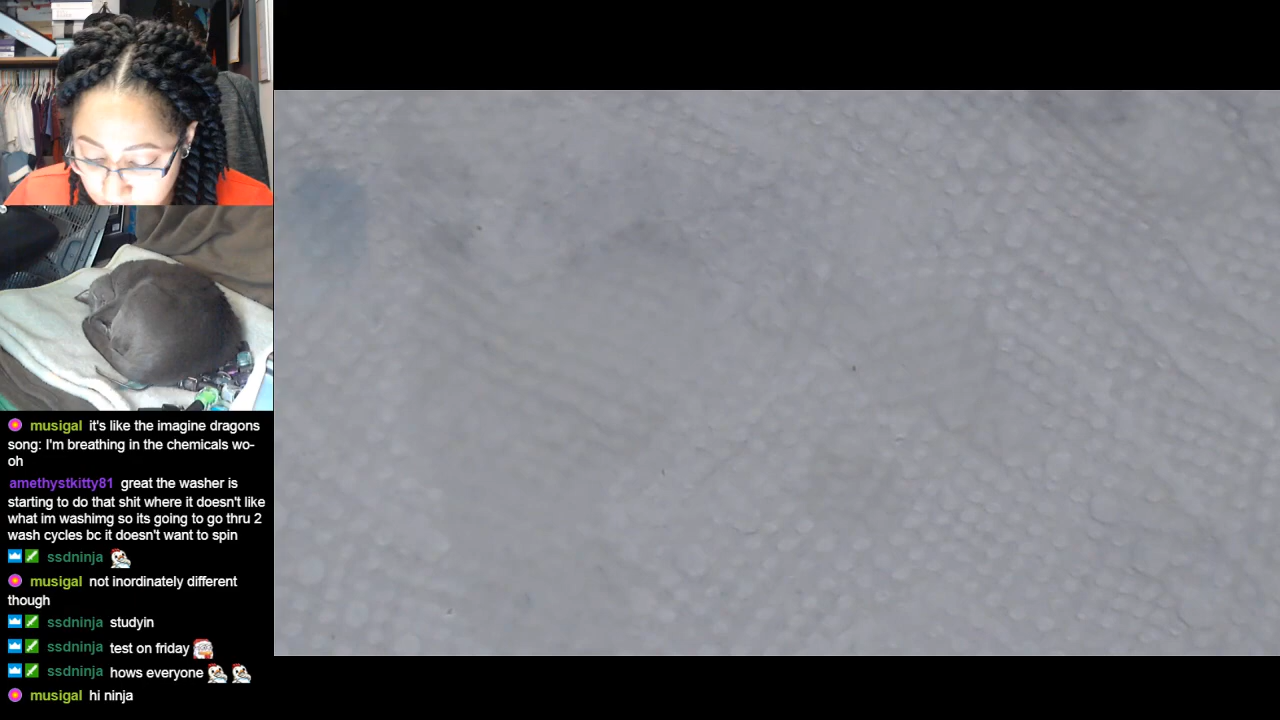 musigal it's like the imagine dragons
song: I'm breathing in the chemicals wo-
oh
amethystkitty81 great the washer is
starting to do that shit where it doesn't like
what im washimg so its going to go thru 2
wash cycles bc it doesn't want to spin
ssdninja
musigal not inordinately different
though
ssdninja studyin
ssdninja test on friday
ssdninja hows everyone
musigal hi ninja